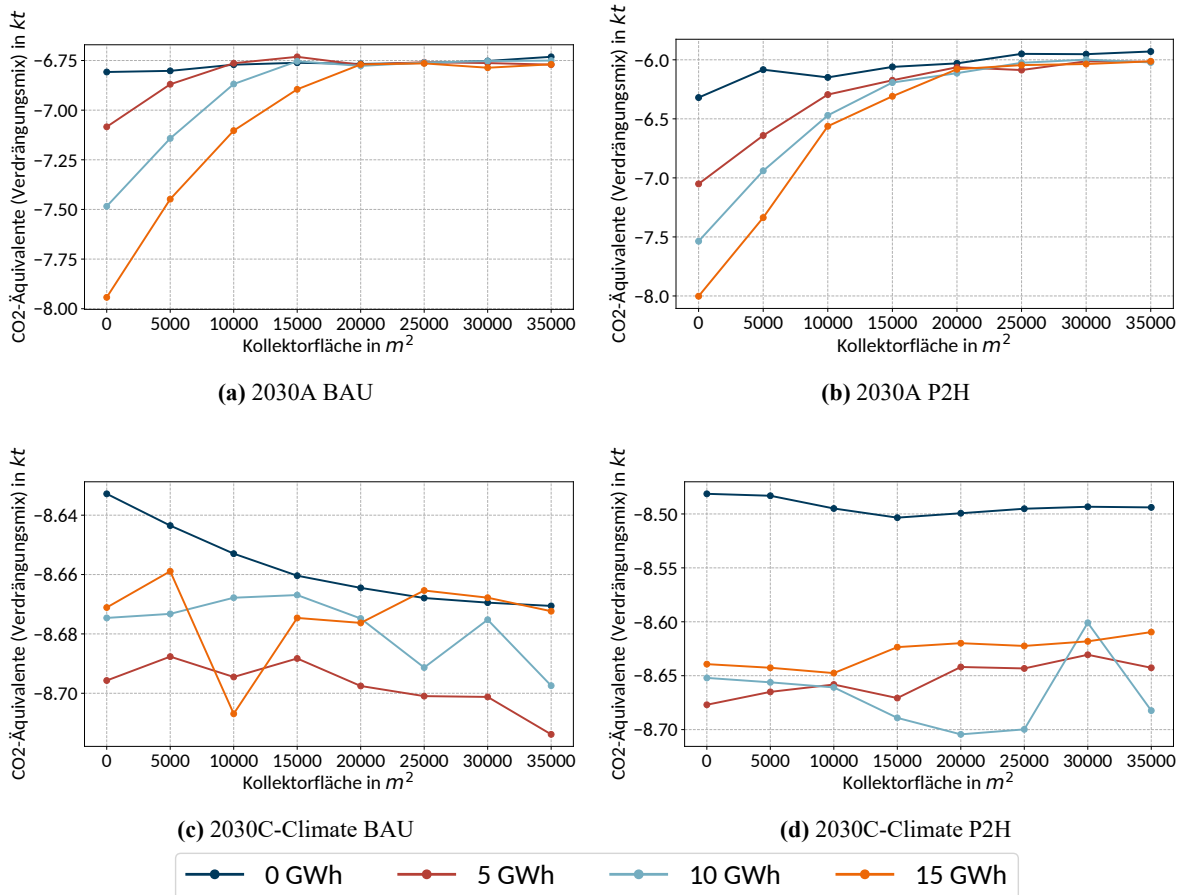 CO2-Äquivalente (Verdrängungsmix) in kt
−6.75
−7.00
−7.25
−7.50
−7.75
−8.00
0 5000 10000 15000 20000 25000 30000 35000
Kollektorfläche in m²
(a) 2030A BAU
CO2-Äquivalente (Verdrängungsmix) in kt
−6.0
−6.5
−7.0
−7.5
−8.0
0 5000 10000 15000 20000 25000 30000 35000
Kollektorfläche in m²
(b) 2030A P2H
CO2-Äquivalente (Verdrängungsmix) in kt
−8.64
−8.66
−8.68
−8.70
0 5000 10000 15000 20000 25000 30000 35000
Kollektorfläche in m²
(c) 2030C-Climate BAU
CO2-Äquivalente (Verdrängungsmix) in kt
−8.50
−8.55
−8.60
−8.65
−8.70
0 5000 10000 15000 20000 25000 30000 35000
Kollektorfläche in m²
(d) 2030C-Climate P2H
0 GWh 5 GWh 10 GWh 15 GWh